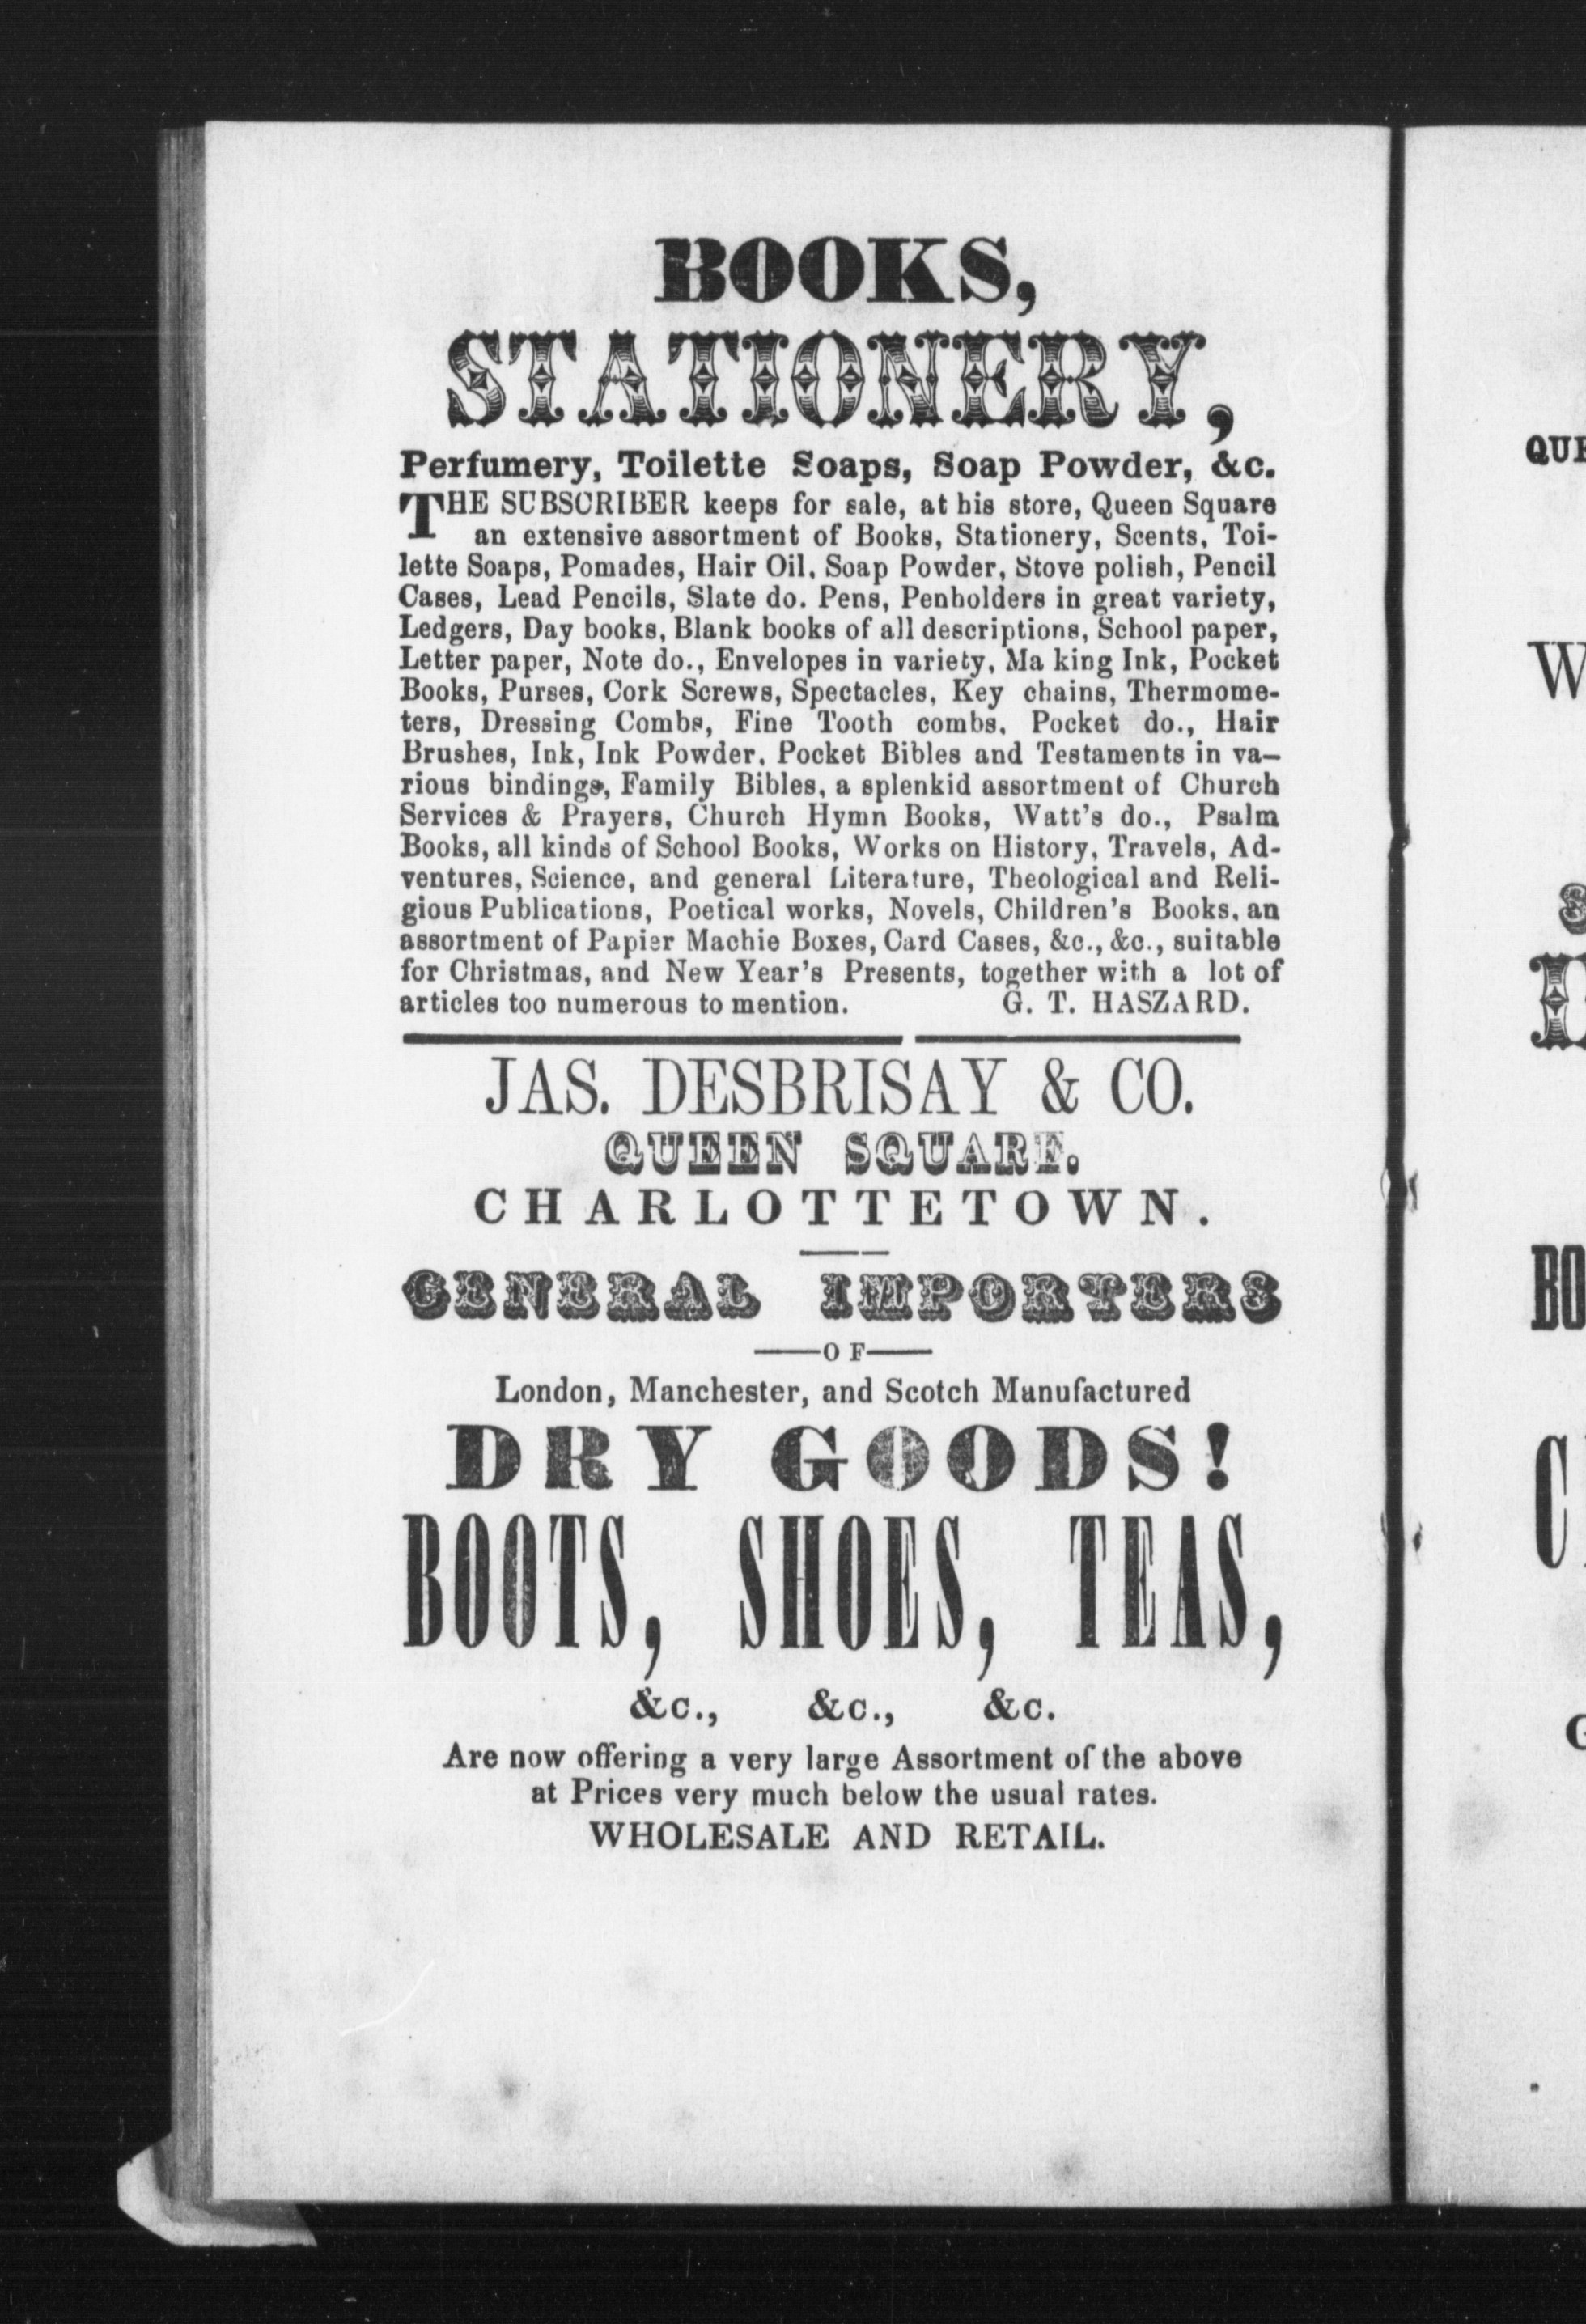 BOOKS,
STATIONERY,
Perfumery, Toilette Soaps, Soap Powder, &c.
THE SUBSCRIBER keeps for sale, at his store, Queen Square
an extensive assortment of Books, Stationery, Scents, Toi-
lette Soaps, Pomades, Hair Oil, Soap Powder, Stove polish, Pencil
Cases, Lead Pencils, Slate do. Pens, Penholders in great variety,
Ledgers, Day books, Blank books of all descriptions, School paper,
Letter paper, Note do., Envelopes in variety, Ma king Ink, Pocket
Books, Purses, Cork Screws, Spectacles, Key chains, Thermome-
ters, Dressing Combs, Fine Tooth combs, Pocket do., Hair
Brushes, Ink, Ink Powder, Pocket Bibles and Testaments in va-
rious bindings, Family Bibles, a splenkid assortment of Church
Services & Prayers, Church Hymn Books, Watt's do., Psalm
Books, all kinds of School Books, Works on History, Travels, Ad-
ventures, Science, and general Literature, Theological and Reli-
gious Publications, Poetical works, Novels, Children's Books, an
assortment of Papier Machie Boxes, Card Cases, &c., &c., suitable
for Christmas, and New Year's Presents, together with a lot of
articles too numerous to mention. G. T. HASZARD.
JAS. DESBRISAY & CO.
QUEEN SQUARE.
CHARLOTTETOWN.
GENERAL IMPORTERS
OF
London, Manchester, and Scotch Manufactured
DRY GOODS!
BOOTS, SHOES, TEAS,
&c., &c., &c.
Are now offering a very large Assortment of the above
at Prices very much below the usual rates.
WHOLESALE AND RETAIL.